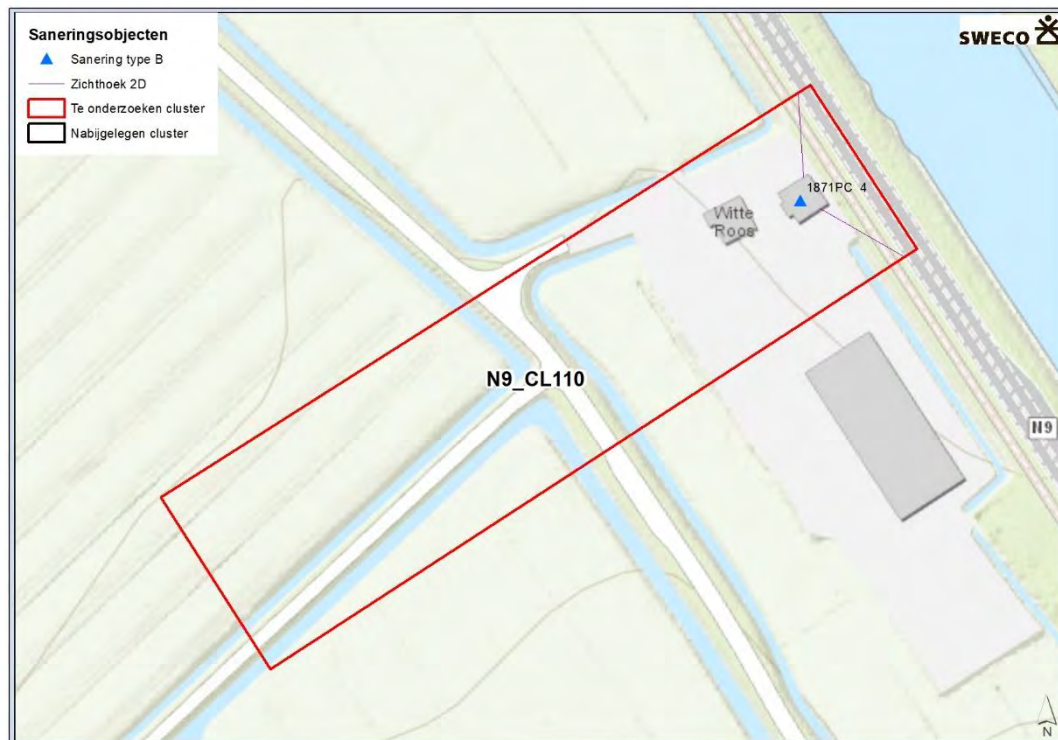 Saneringsobjecten
Sanering type B
Zichthoek 2D
Te onderzoeken cluster
Nabijgelegen cluster
SWECO
1871PC 4
Witte
Roos
N9_CL110
N9
N